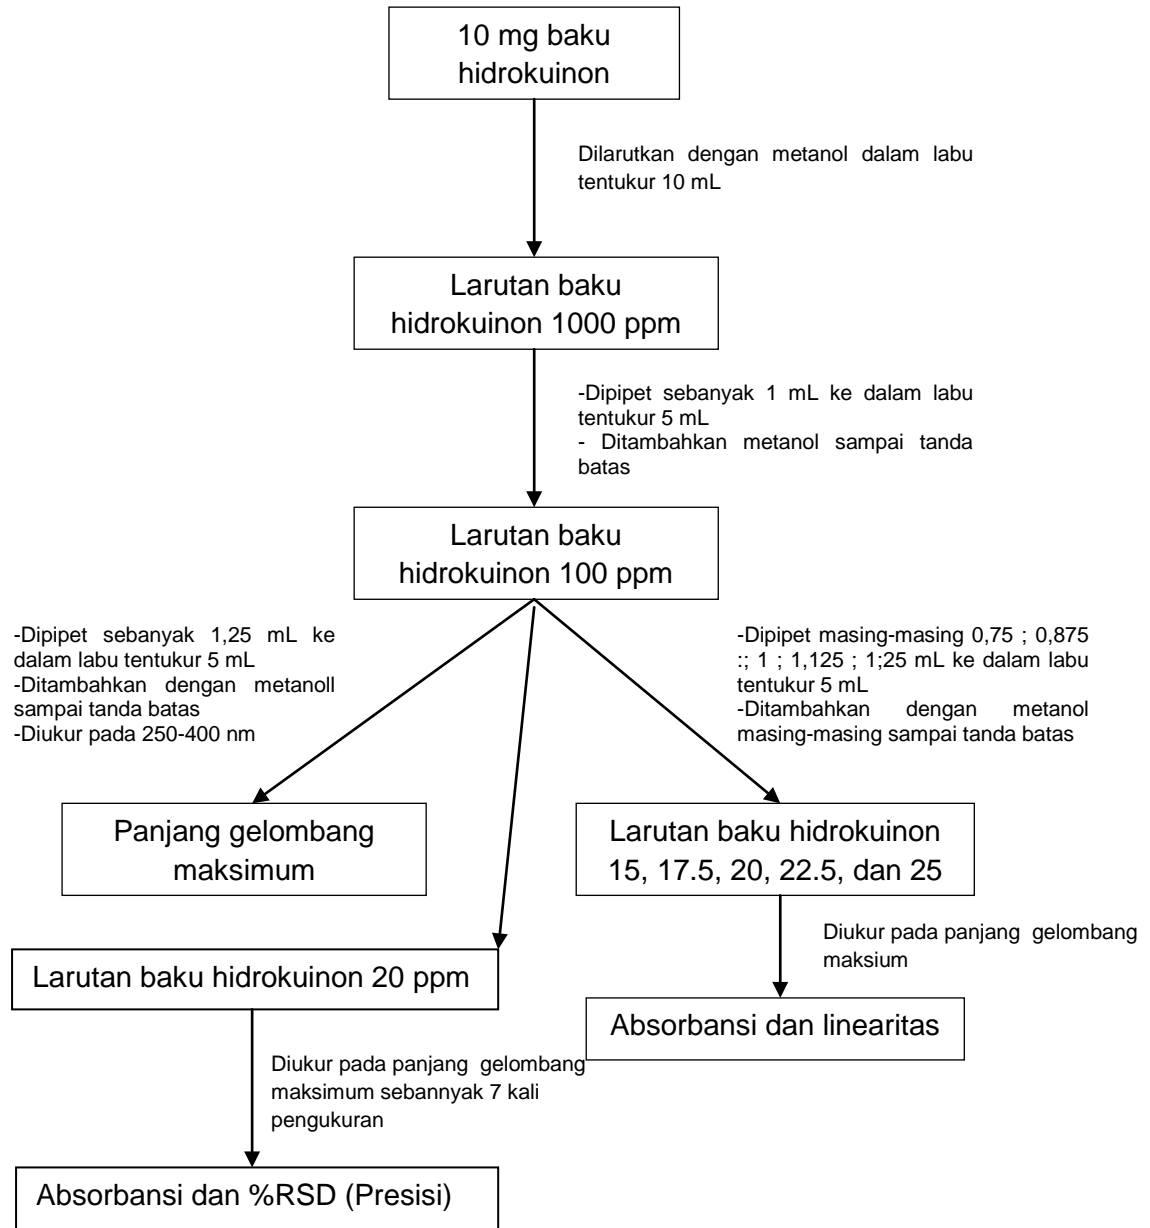 10 mg baku
hidrokuinon
Dilarutkan dengan metanol dalam labu
tentukur 10 mL
Larutan baku
hidrokuinon 1000 ppm
-Dipipet sebanyak 1 mL ke dalam labu
tentukur 5 mL
- Ditambahkan metanol sampai tanda
batas
Larutan baku
hidrokuinon 100 ppm
-Dipipet sebanyak 1,25 mL ke
dalam labu tentukur 5 mL
-Ditambahkan dengan metanoll
sampai tanda batas
-Diukur pada 250-400 nm
-Dipipet masing-masing 0,75 ; 0,875
:; 1 ; 1,125 ; 1;25 mL ke dalam labu
tentukur 5 mL
-Ditambahkan dengan metanol
masing-masing sampai tanda batas
Panjang gelombang
maksimum
Larutan baku hidrokuinon
15, 17.5, 20, 22.5, dan 25
Diukur pada panjang gelombang
maksium
Larutan baku hidrokuinon 20 ppm
Absorbansi dan linearitas
Diukur pada panjang gelombang
maksimum sebannyak 7 kali
pengukuran
Absorbansi dan %RSD (Presisi)